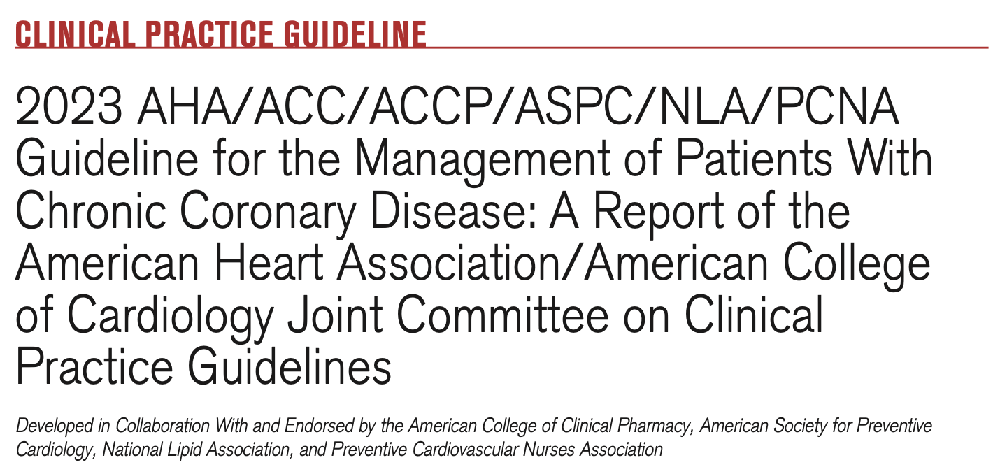 CLINICAL PRACTICE GUIDELINE
2023 AHA/ACC/ACCP/ASPC/NLA/PCNA
Guideline for the Management of Patients With
Chronic Coronary Disease: A Report of the
American Heart Association/American College
of Cardiology Joint Committee on Clinical
Practice Guidelines
Developed in Collaboration With and Endorsed by the American College of Clinical Pharmacy, American Society for Preventive
Cardiology, National Lipid Association, and Preventive Cardiovascular Nurses Association